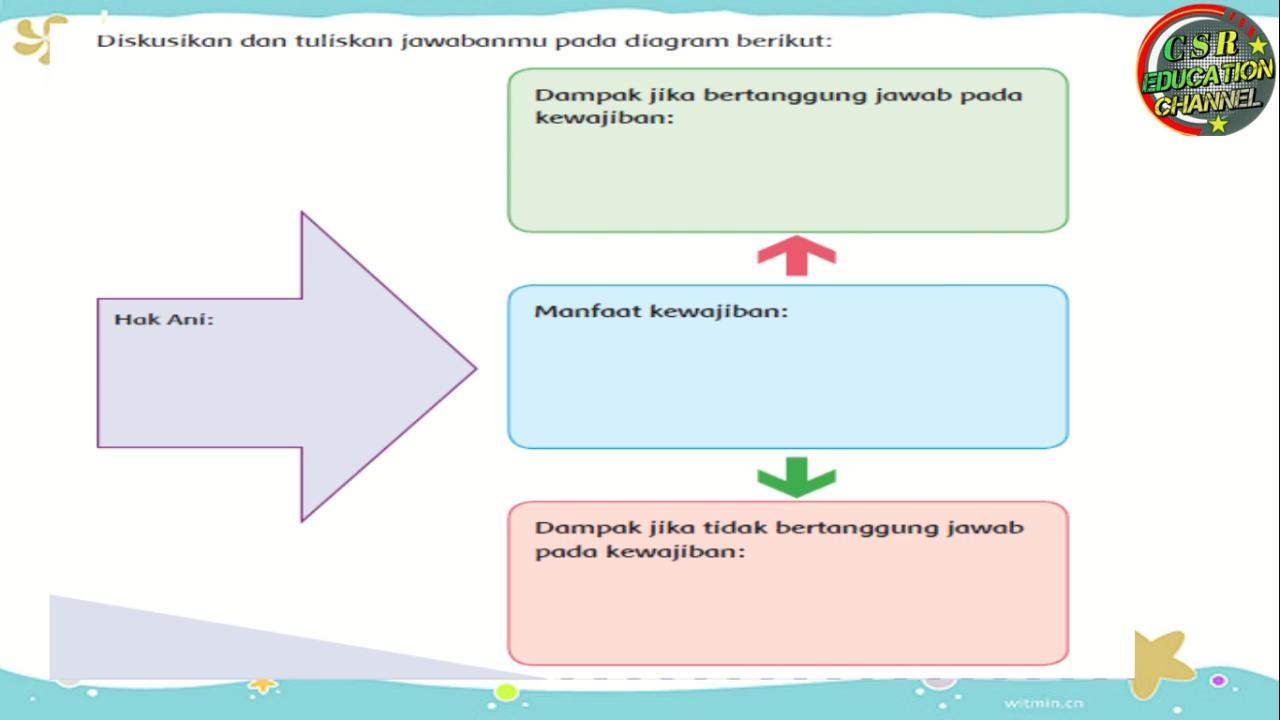 Diskusikan dan tuliskan jawabanmu pada diagram berikut:
CSR
EDUCATION
CHANNEL
Dampak jika bertanggung jawab pada
kewajiban:
Hak Ani:
Manfaat kewajiban:
Dampak jika tidak bertanggung jawab
pada kewajiban:
witmin.cn